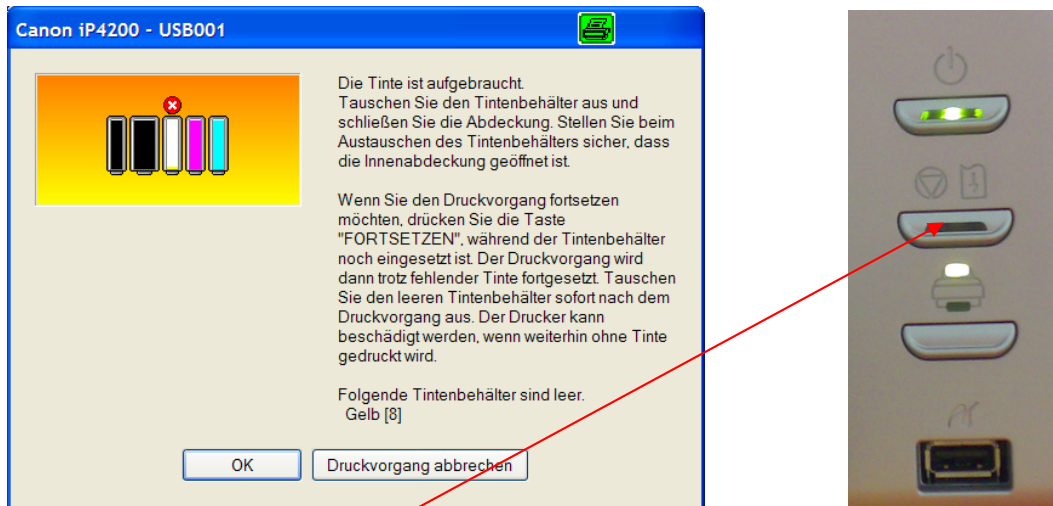 Canon iP4200 - USB001
Die Tinte ist aufgebraucht.
Tauschen Sie den Tintenbehälter aus und
schließen Sie die Abdeckung. Stellen Sie beim
Austauschen des Tintenbehälters sicher, dass
die Innenabdeckung geöffnet ist.
Wenn Sie den Druckvorgang fortsetzen
möchten, drücken Sie die Taste
"FORTSETZEN", während der Tintenbehälter
noch eingesetzt ist. Der Druckvorgang wird
dann trotz fehlender Tinte fortgesetzt. Tauschen
Sie den leeren Tintenbehälter sofort nach dem
Druckvorgang aus. Der Drucker kann
beschädigt werden, wenn weiterhin ohne Tinte
gedruckt wird.
Folgende Tintenbehälter sind leer.
Gelb [8]
OK
Druckvorgang abbrechen